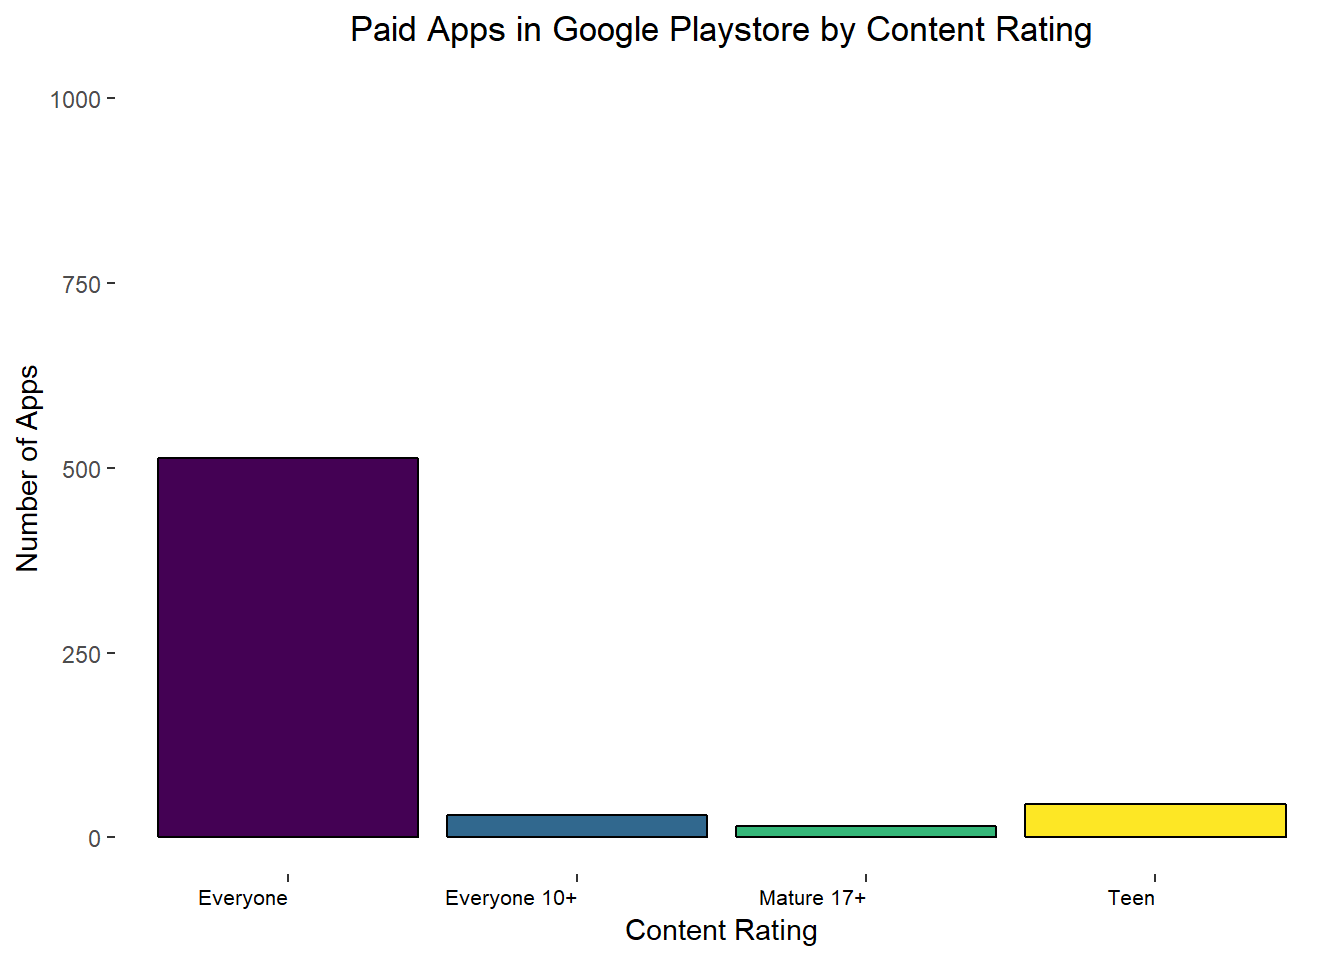 Paid Apps in Google Playstore by Content Rating
1000
750
500
250
0
Number of Apps
Everyone
Everyone 10+
Mature 17+
Teen
Content Rating